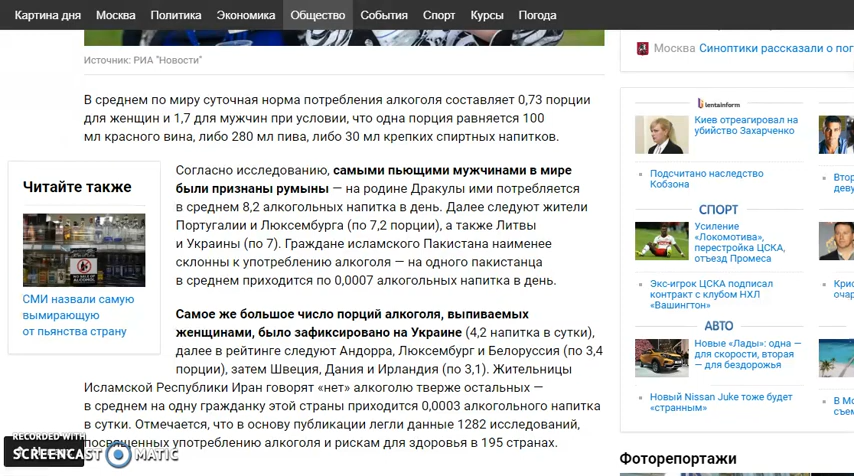 Картина дня Москва Политика Экономика Общество События Спорт Курсы Погода
Источник: РИА "Новости"
В среднем по миру суточная норма потребления алкоголя составляет 0,73 порции
для женщин и 1,7 для мужчин при условии, что одна порция равняется 100
мл красного вина, либо 280 мл пива, либо 30 мл крепких спиртных напитков.
Читайте также
СМИ назвали самую
вымирающую
от пьянства страну
Согласно исследованию, самыми пьющими мужчинами в мире
были признаны румыны — на родине Дракулы ими потребляется
в среднем 8,2 алкогольных напитка в день. Далее следуют жители
Португалии и Люксембурга (по 7,2 порции), а также Литвы
и Украины (по 7). Граждане исламского Пакистана наименее
склонны к употреблению алкоголя — на одного пакистанца
в среднем приходится по 0,0007 алкогольных напитка в день.
Самое же большое число порций алкоголя, выпиваемых
женщинами, было зафиксировано на Украине (4,2 напитка в сутки),
далее в рейтинге следуют Андорра, Люксембург и Белоруссия (по 3,4
порции), затем Швеция, Дания и Ирландия (по 3,1). Жительницы
Исламской Республики Иран говорят «нет» алкоголю тверже остальных —
в среднем на одну гражданку этой страны приходится 0,0003 алкогольного напитка
в сутки. Отмечается, что в основу публикации легли данные 1282 исследований,
посвященных употреблению алкоголя и рискам для здоровья в 195 странах.
Москва Синоптики рассказали о пог
lentainform
Киев отреагировал на
убийство Захарченко
Подсчитано наследство
Кобзона
СПОРТ
Усиление
«Локомотива»,
перестройка ЦСКА,
отъезд Промеса
Экс-игрок ЦСКА подписал
контракт с клубом НХЛ
«Вашингтон»
АВТО
Новые «Лады»: одна —
для скорости, вторая
— для бездорожья
Новый Nissan Juke тоже будет
«странным»
Втор
деву
Крис
очар
В Мо
съем
Фоторепортажи
RECORDED WITH
SCREENCAST MATIC